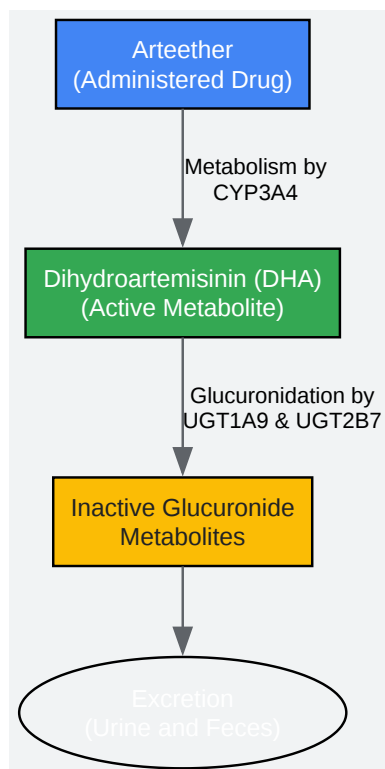 Arteether
(Administered Drug)
Metabolism by
CYP3A4
Dihydroartemisinin (DHA)
(Active Metabolite)
Glucuronidation by
UGT1A9 & UGT2B7
Inactive Glucuronide
Metabolites
Excretion
(Urine and Feces)